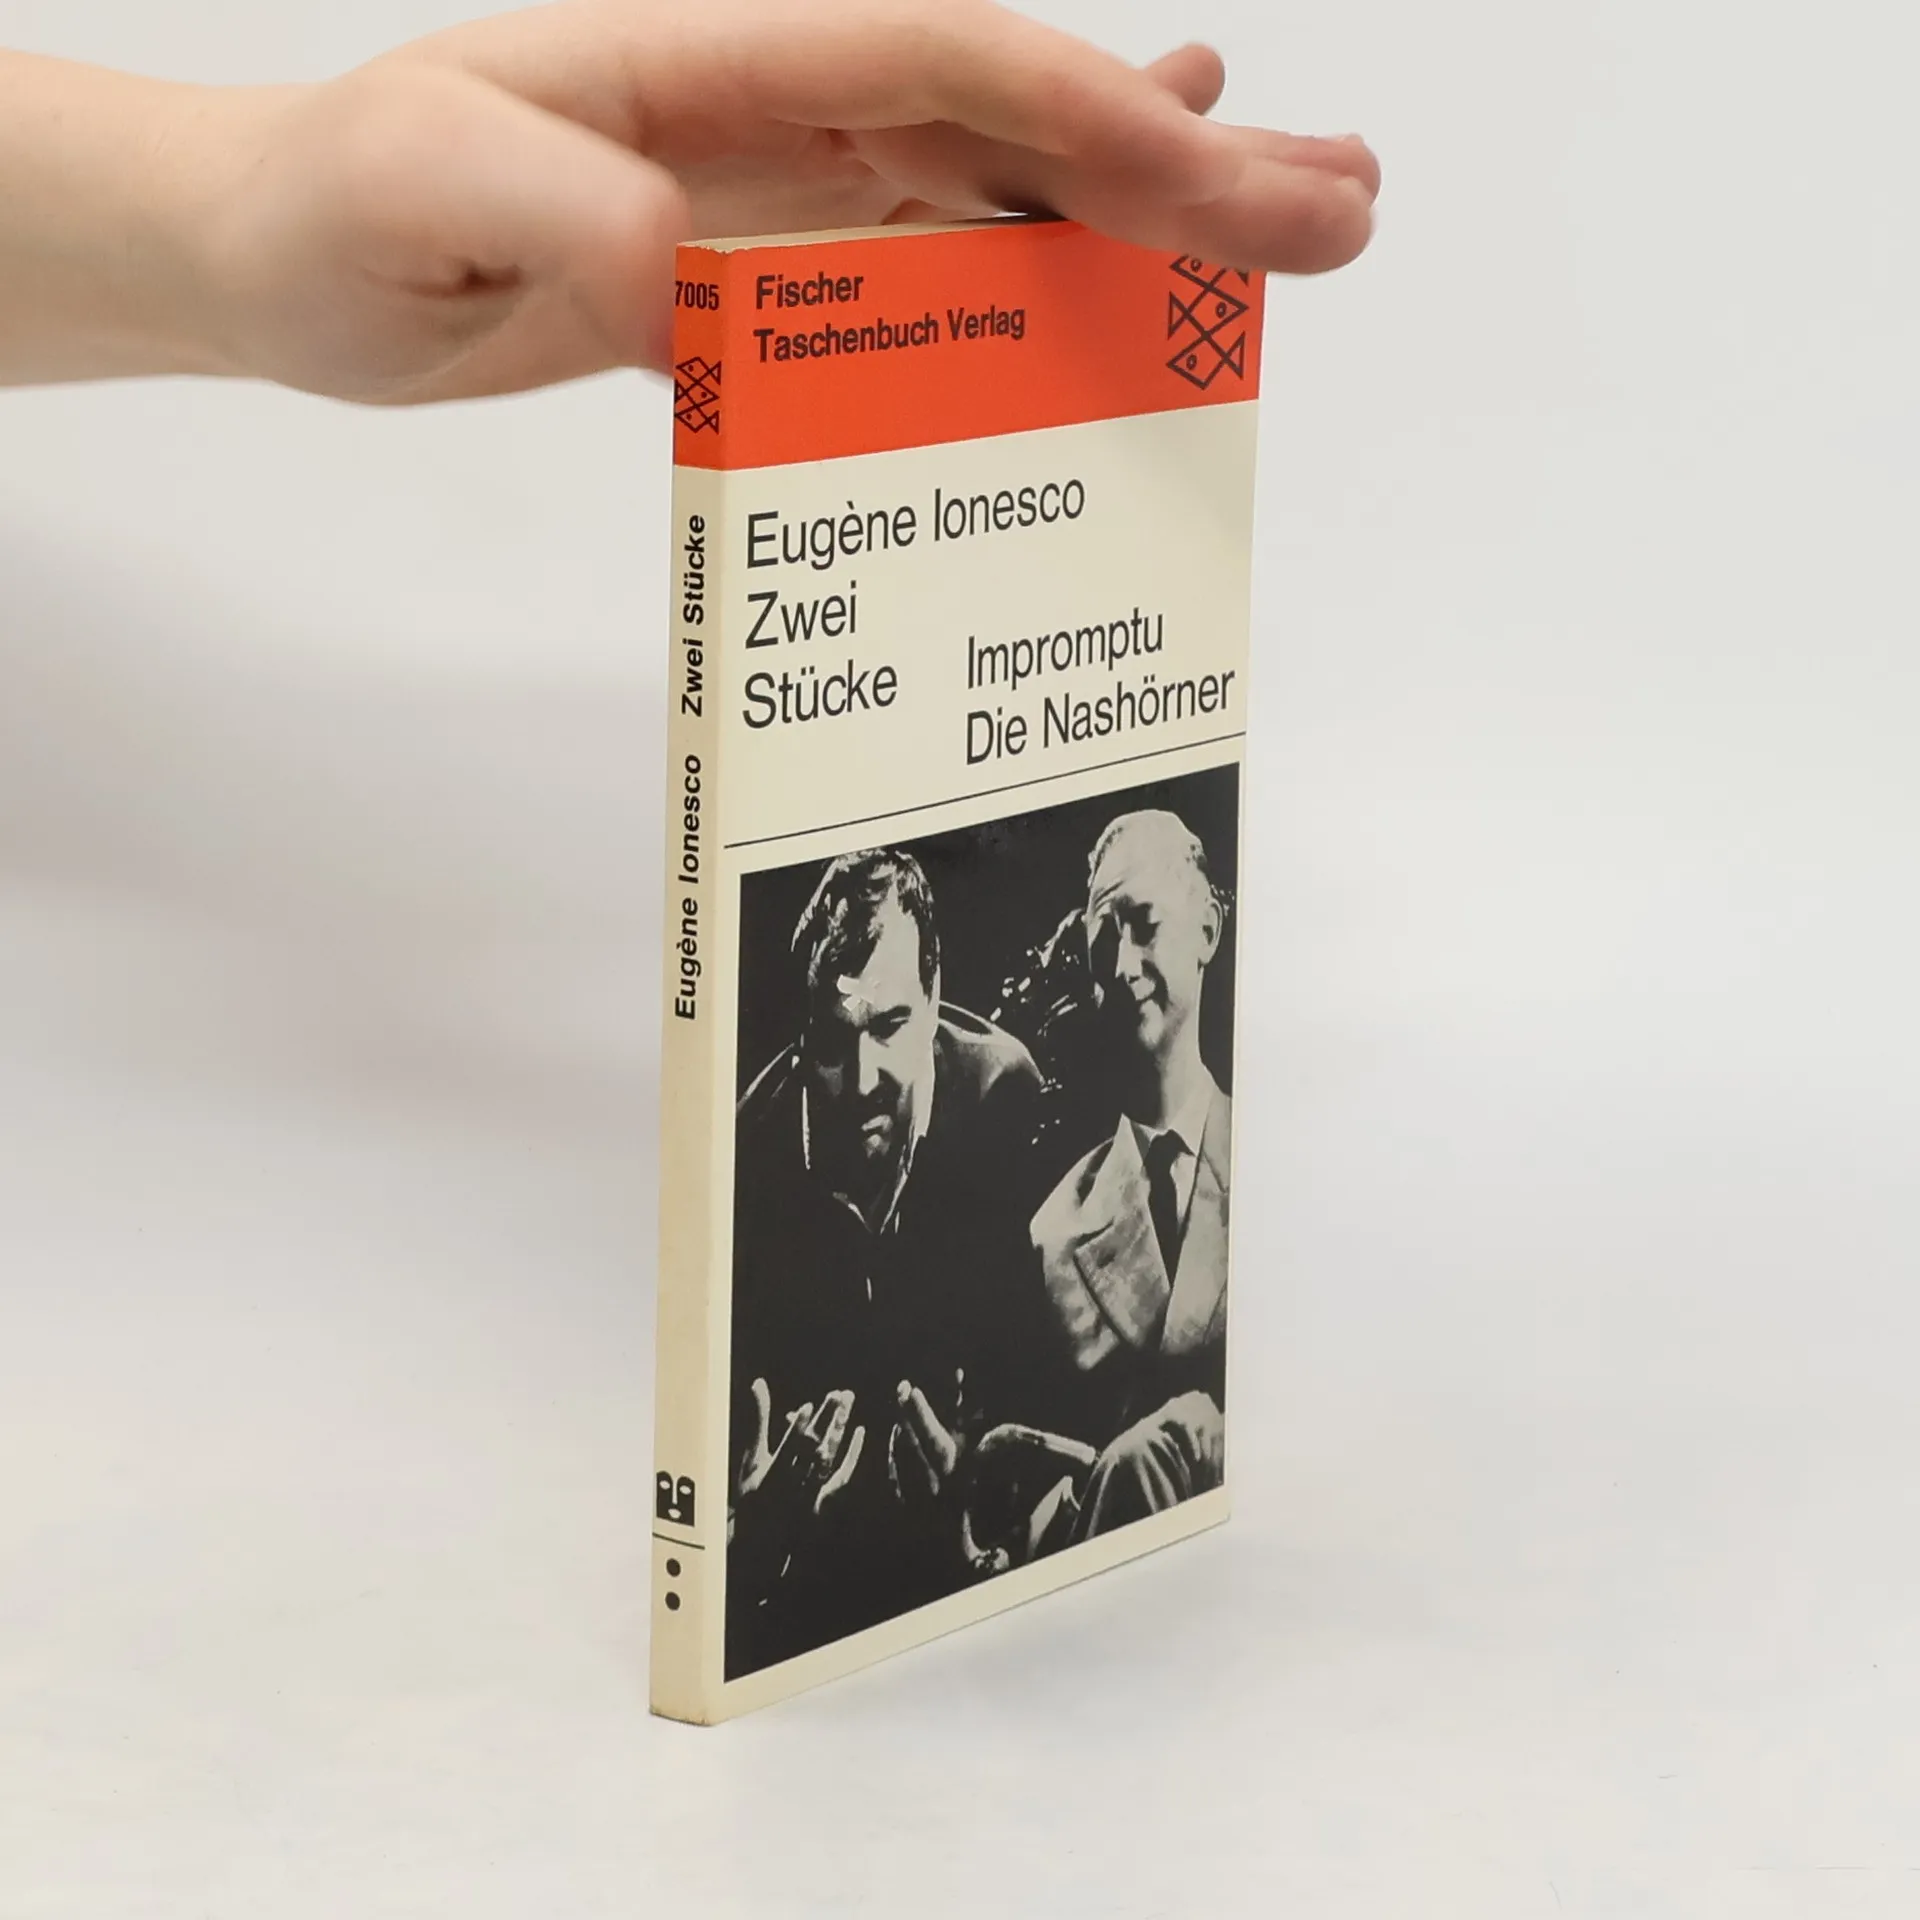 7005
Eugène Ionesco Zwei Stücke
Fischer
Taschenbuch Verlag
Eugène Ionesco
Zwei
Stücke
Impromptu
Die Nashörner